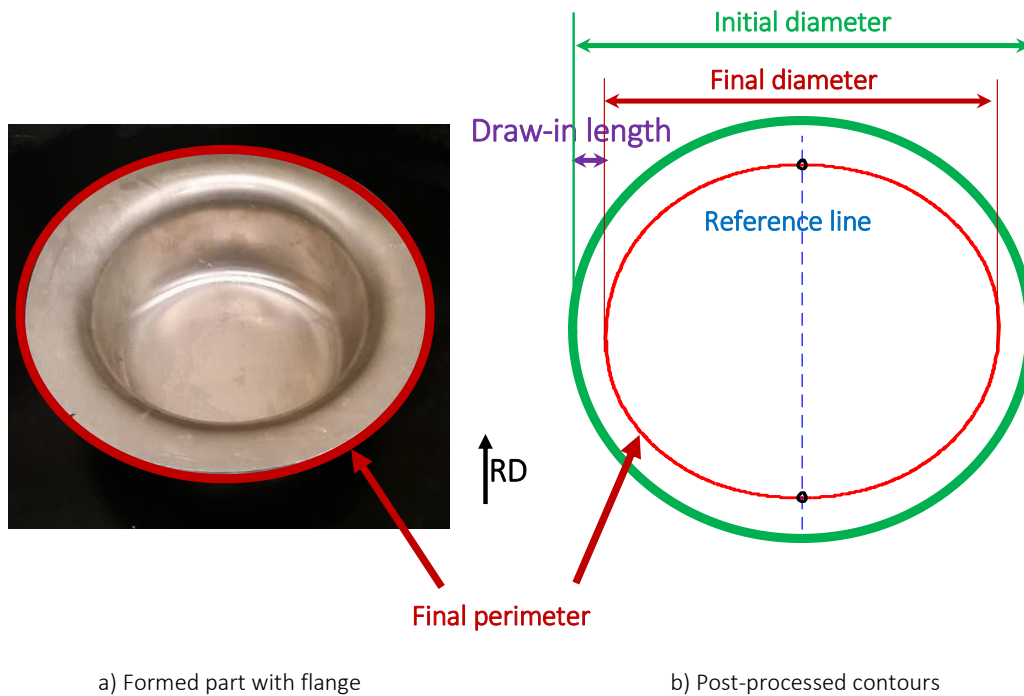 Initial diameter
Final diameter
Draw-in length
Reference line
RD
Final perimeter
a) Formed part with flange
b) Post-processed contours